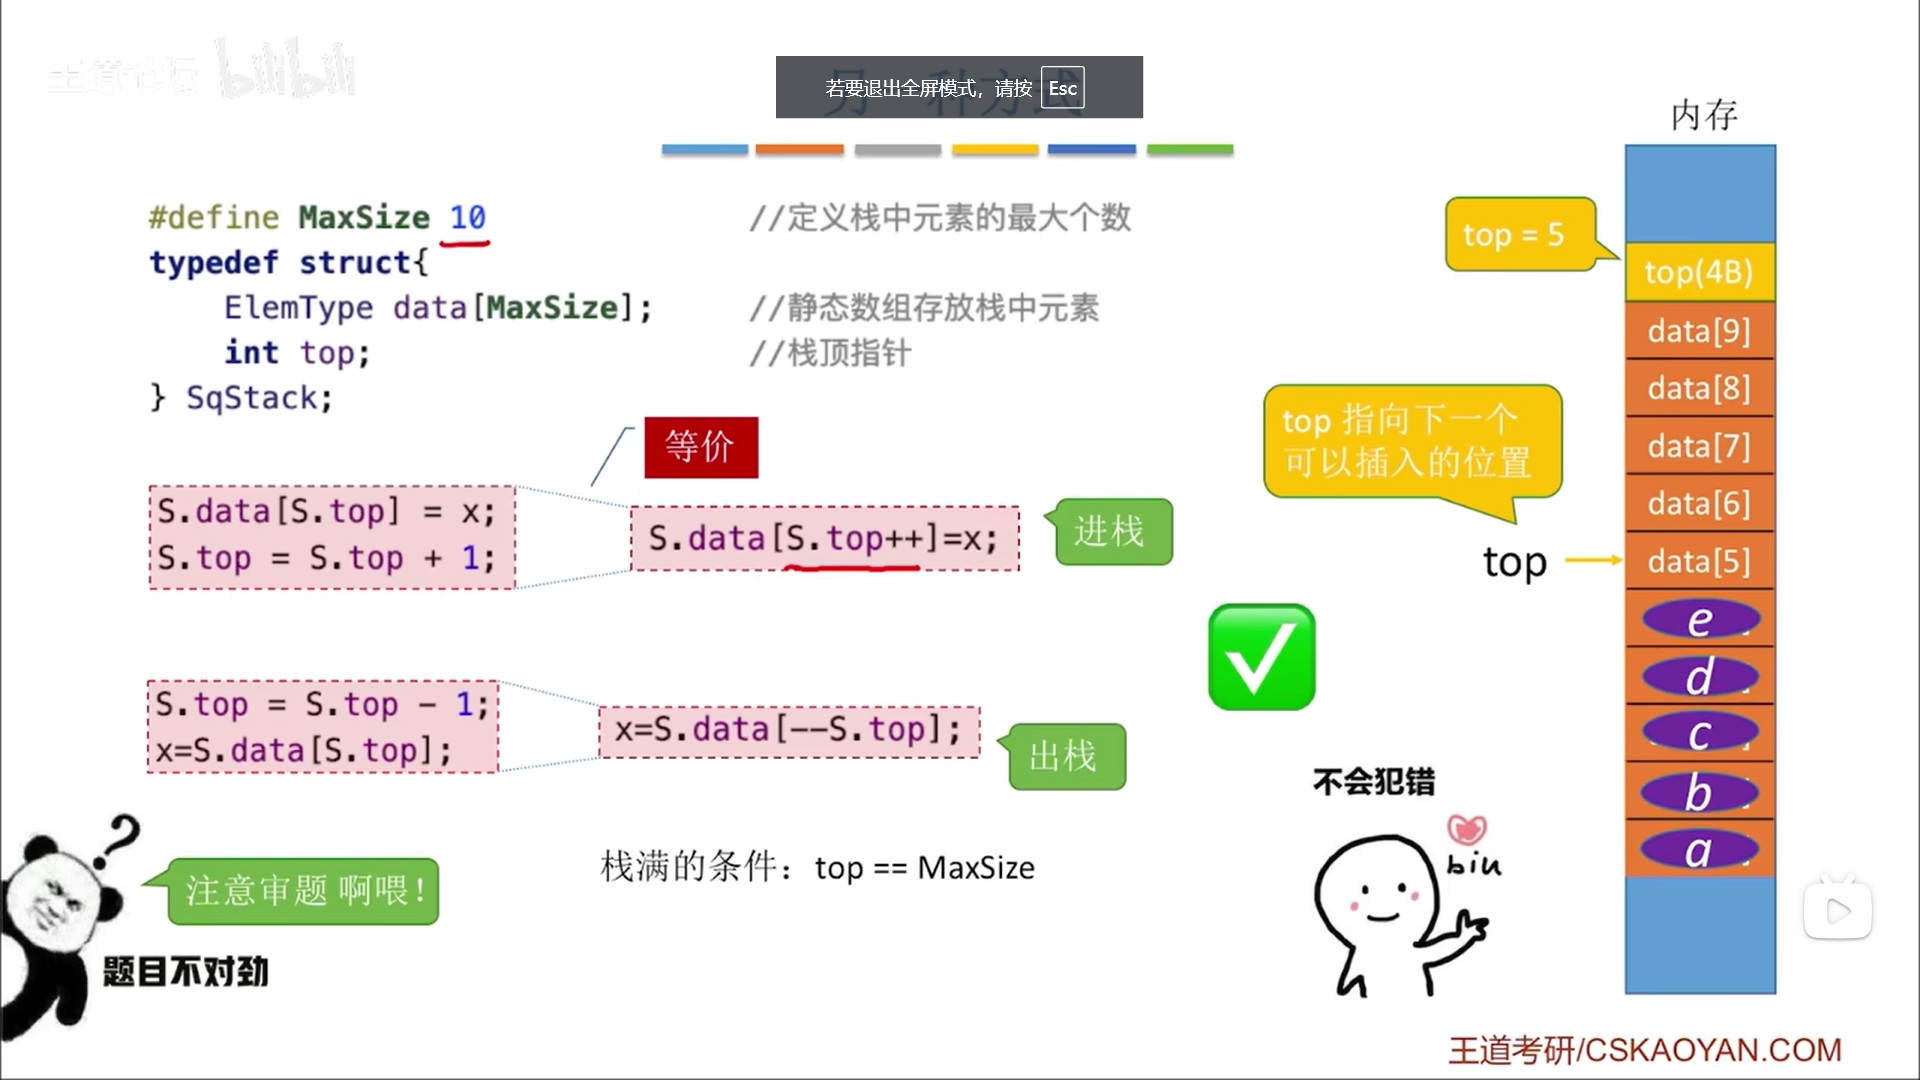 王道论坛 bilibili
另一种方式
若要退出全屏模式，请按 Esc
内存
#define MaxSize 10 //定义栈中元素的最大个数
typedef struct{
ElemType data[MaxSize]; //静态数组存放栈中元素
int top; //栈顶指针
} SqStack;
等价
S.data[S.top] = x;
S.top = S.top + 1;
S.data[S.top++]=x;
进栈
S.top = S.top - 1;
x=S.data[S.top];
x=S.data[--S.top];
出栈
栈满的条件：top == MaxSize
?
注意审题 啊喂！
题目不对劲
不会犯错
biu
top = 5
top 指向下一个
可以插入的位置
top
top(4B)
data[9]
data[8]
data[7]
data[6]
data[5]
e
d
c
b
a
王道考研/CSKAOYAN.COM